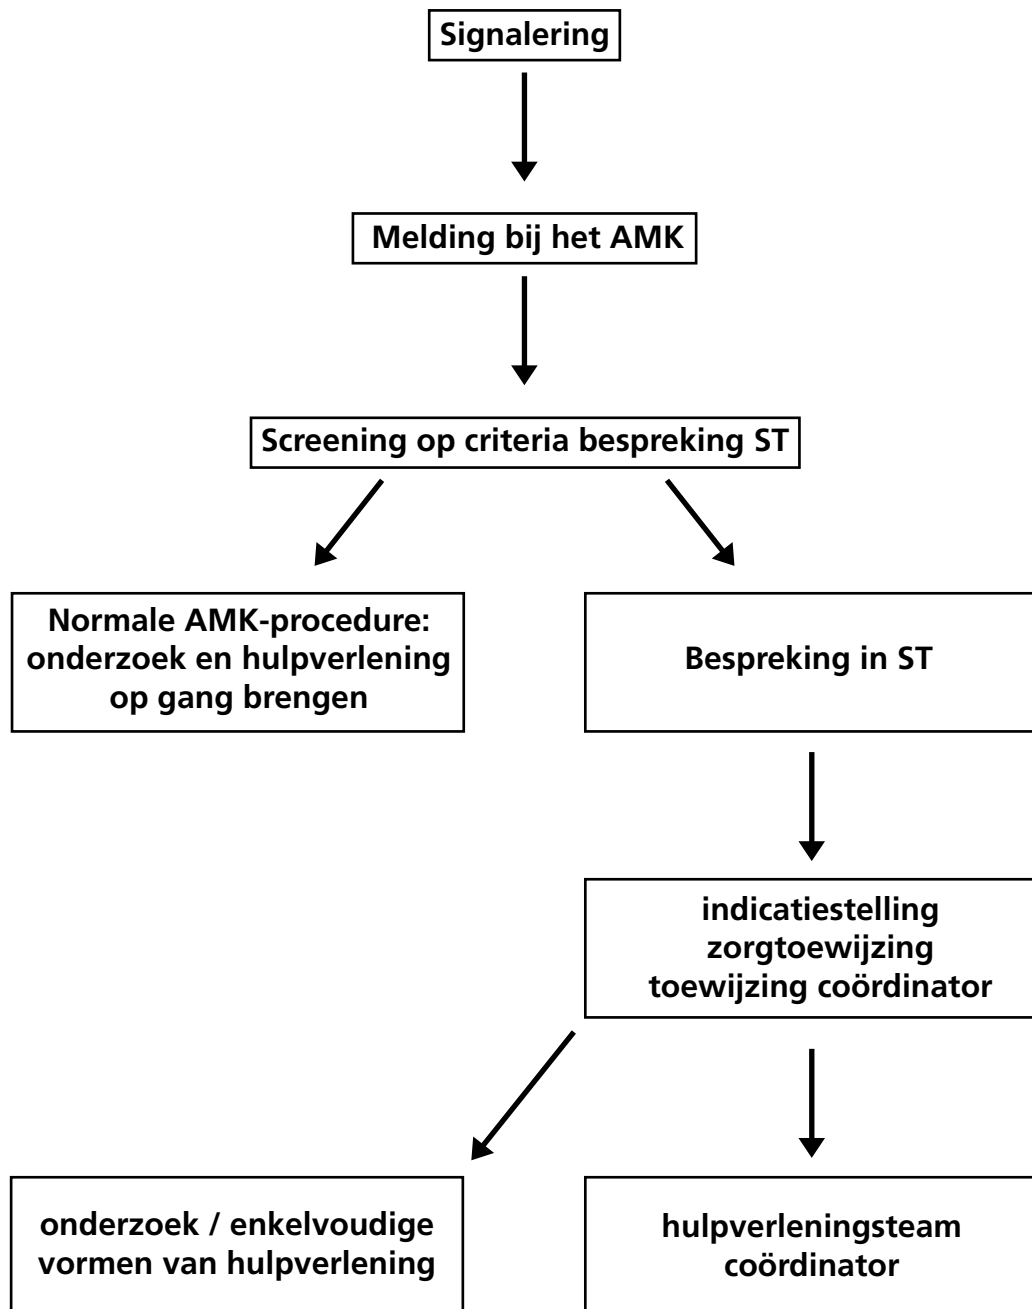 Signalering
Melding bij het AMK
Screening op criteria bespreking ST
Normale AMK-procedure:
onderzoek en hulpverlening
op gang brengen
Bespreking in ST
indicatiestelling
zorgtoewijzing
toewijzing coördinator
onderzoek / enkelvoudige
vormen van hulpverlening
hulpverleningsteam
coördinator